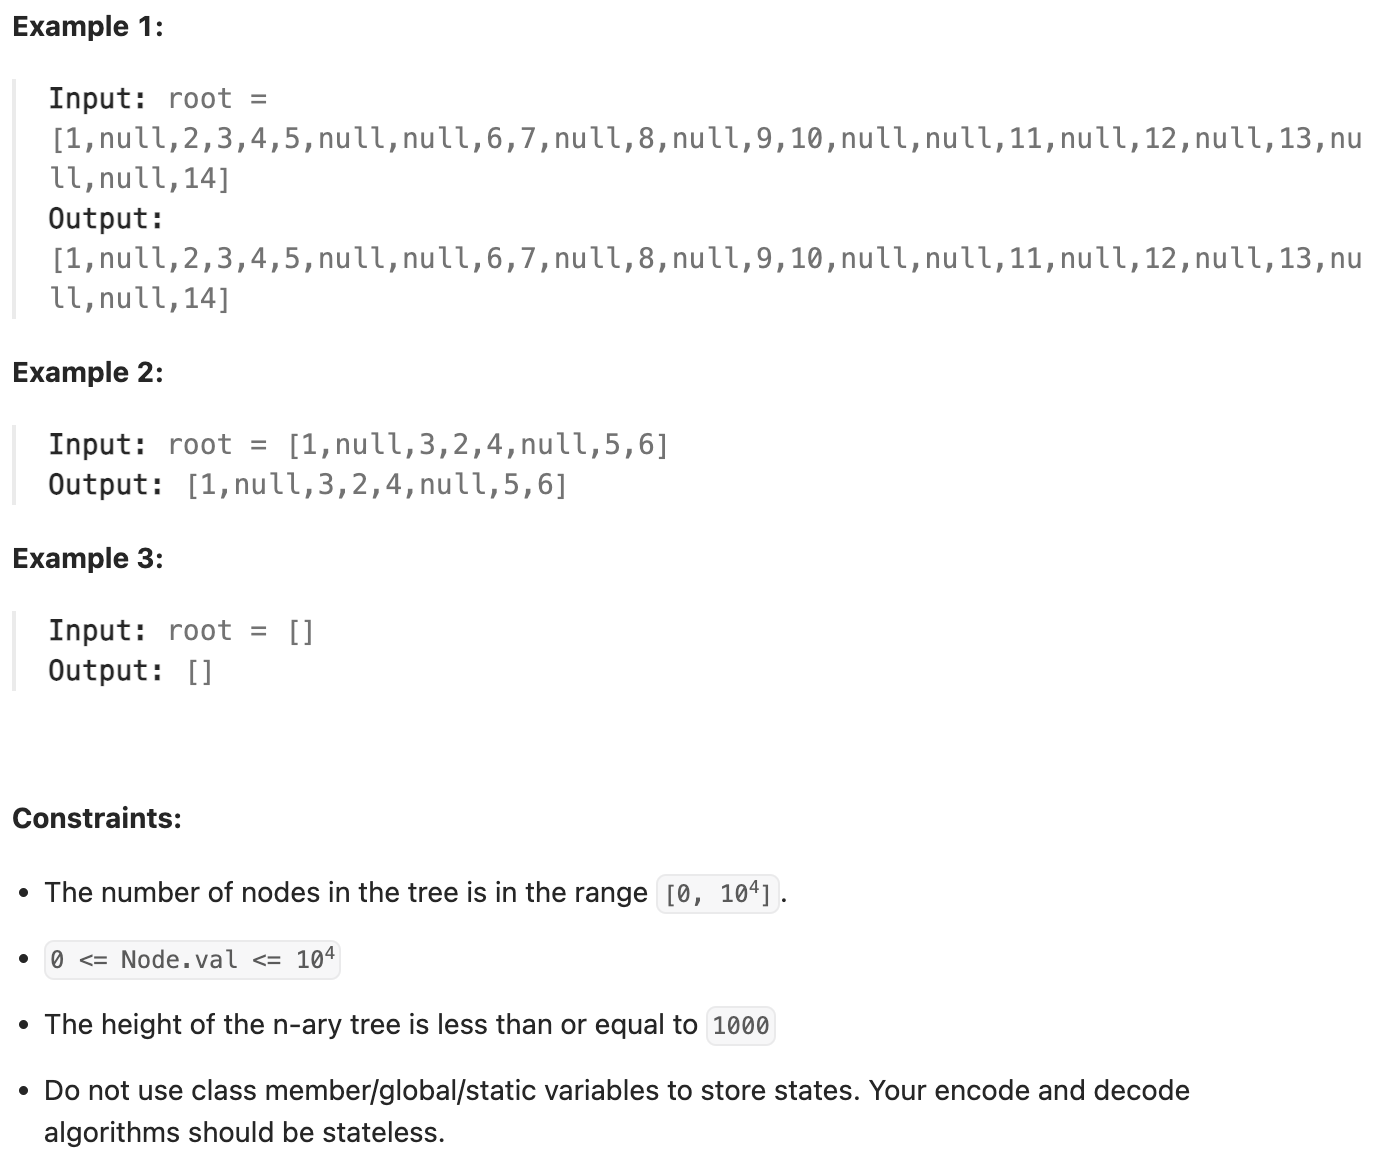 Example 1:
Input: root =
[1,null,2,3,4,5,null,null,6,7,null,8,null,9,10,null,null,11,null,12,null,13,nu
ll,null,14]
Output:
[1,null,2,3,4,5,null,null,6,7,null,8,null,9,10,null,null,11,null,12,null,13,nu
ll,null,14]
Example 2:
Input: root = [1,null,3,2,4,null,5,6]
Output: [1,null,3,2,4,null,5,6]
Example 3:
Input: root = []
Output: []
Constraints:
• The number of nodes in the tree is in the range [0, 10⁴].
• 0 <= Node.val <= 10⁴
• The height of the n-ary tree is less than or equal to 1000
• Do not use class member/global/static variables to store states. Your encode and decode
algorithms should be stateless.